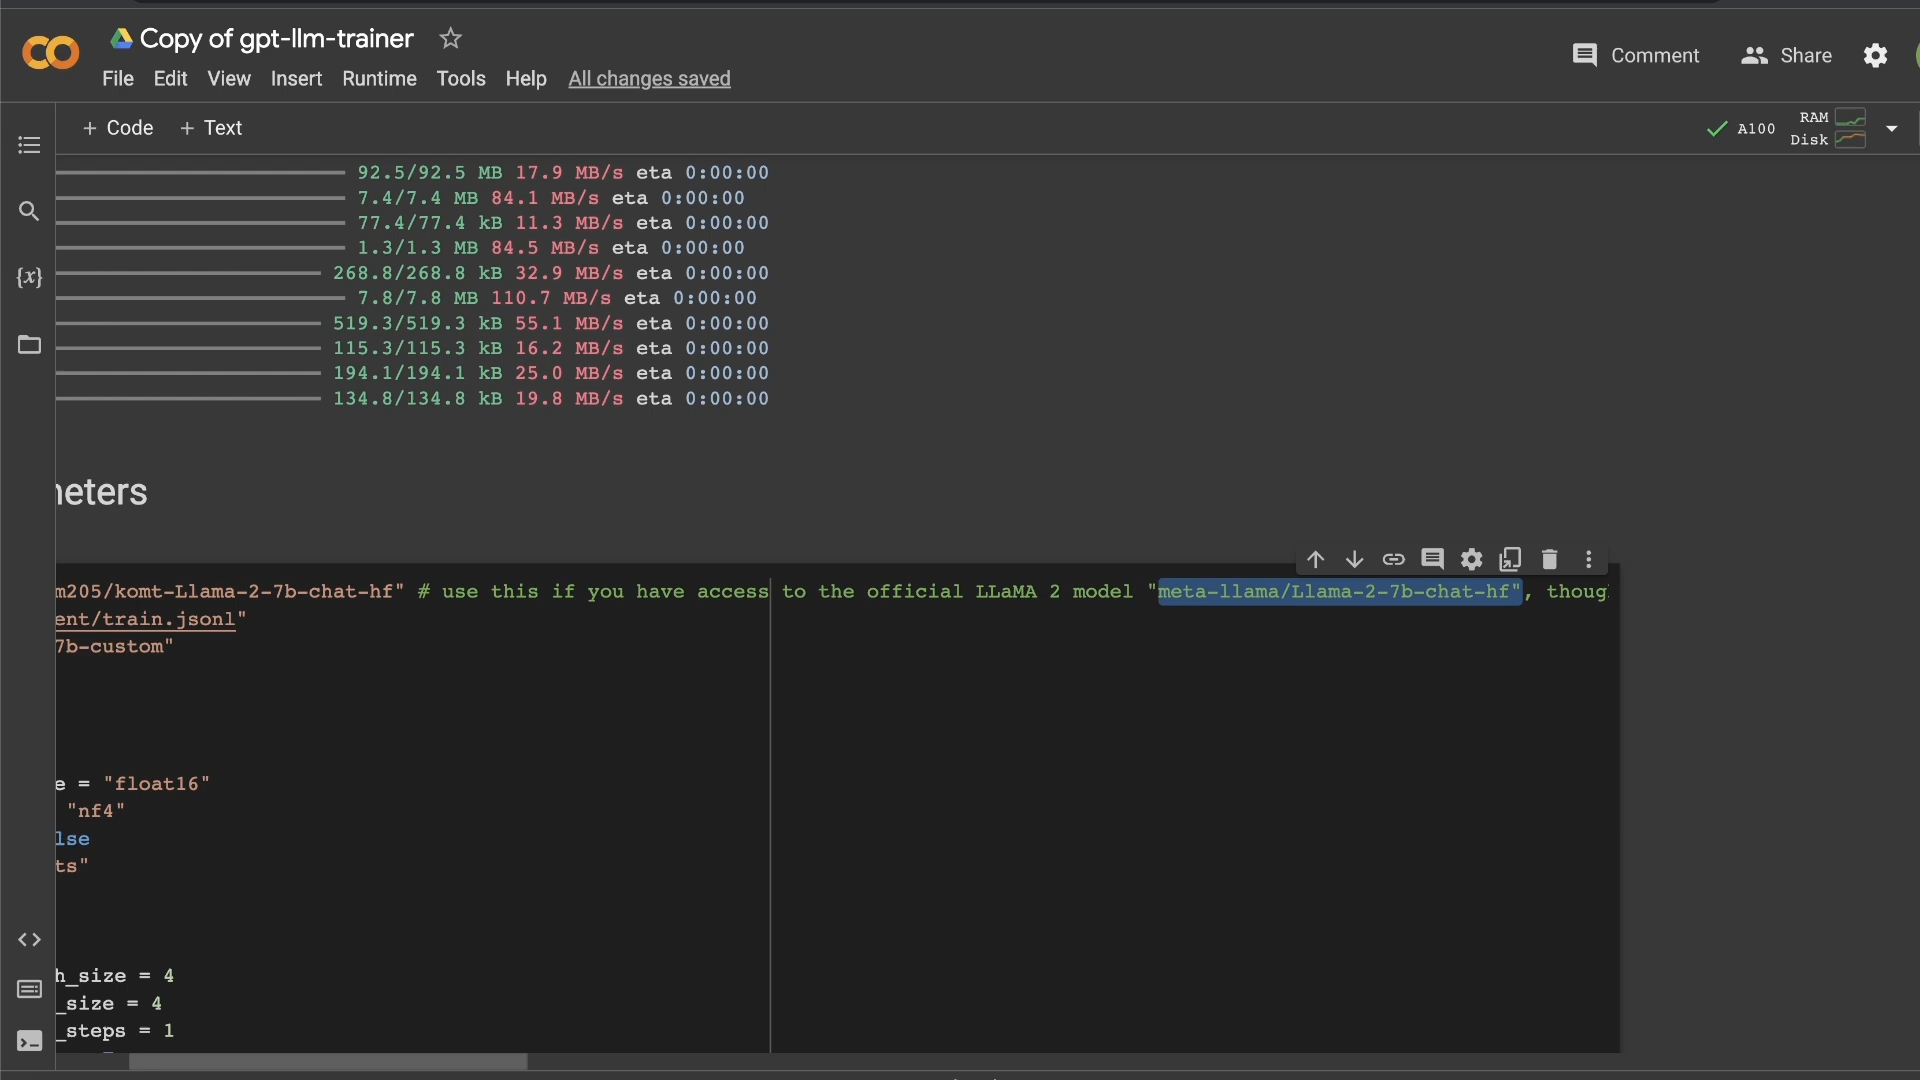 Copy of gpt-llm-trainer
File Edit View Insert Runtime Tools Help All changes saved
Comment Share
+ Code + Text
A100 RAM
Disk
92.5/92.5 MB 17.9 MB/s eta 0:00:00
7.4/7.4 MB 84.1 MB/s eta 0:00:00
77.4/77.4 kB 11.3 MB/s eta 0:00:00
1.3/1.3 MB 84.5 MB/s eta 0:00:00
268.8/268.8 kB 32.9 MB/s eta 0:00:00
7.8/7.8 MB 110.7 MB/s eta 0:00:00
519.3/519.3 kB 55.1 MB/s eta 0:00:00
115.3/115.3 kB 16.2 MB/s eta 0:00:00
194.1/194.1 kB 25.0 MB/s eta 0:00:00
134.8/134.8 kB 19.8 MB/s eta 0:00:00
{x}
neters
m205/komt-Llama-2-7b-chat-hf" # use this if you have access to the official LLaMA 2 model "meta-llama/Llama-2-7b-chat-hf", thoug
ent/train.jsonl"
7b-custom"
e = "float16"
"nf4"
lse
ts"
h_size = 4
_size = 4
_steps = 1